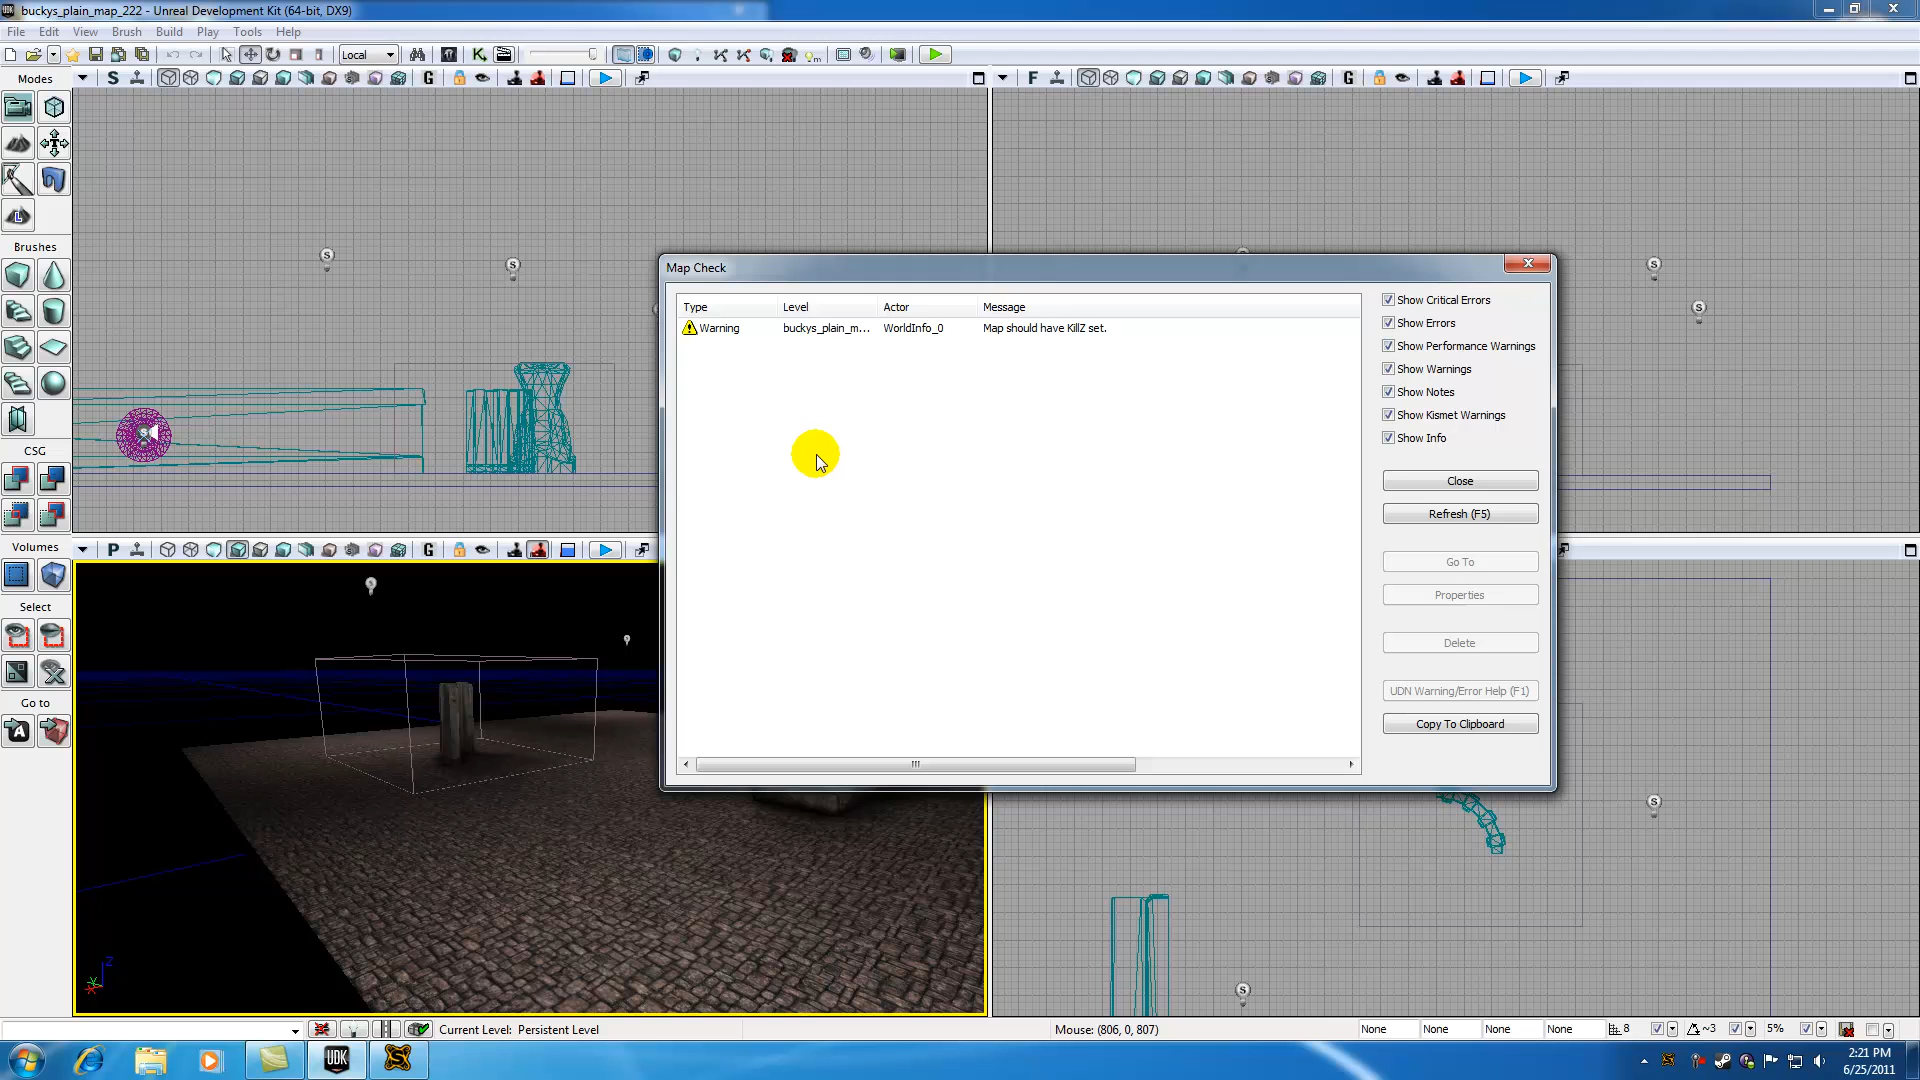 buckys_plain_map_222 - Unreal Development Kit (64-bit, DX9)
File Edit View Brush Build Play Tools Help
Local
Modes
S
G
F
G
Brushes
CSG
Volumes
Select
Go to
P
G
Map Check
Type Level Actor Message
Warning buckys_plain_m... WorldInfo_0 Map should have KillZ set.
Show Critical Errors
Show Errors
Show Performance Warnings
Show Warnings
Show Notes
Show Kismet Warnings
Show Info
Close
Refresh (F5)
Go To
Properties
Delete
UDN Warning/Error Help (F1)
Copy To Clipboard
Z
Current Level: Persistent Level
Mouse: (806, 0, 807)
None None None None 8 ~3 5%
UDK
2:21 PM
6/25/2011